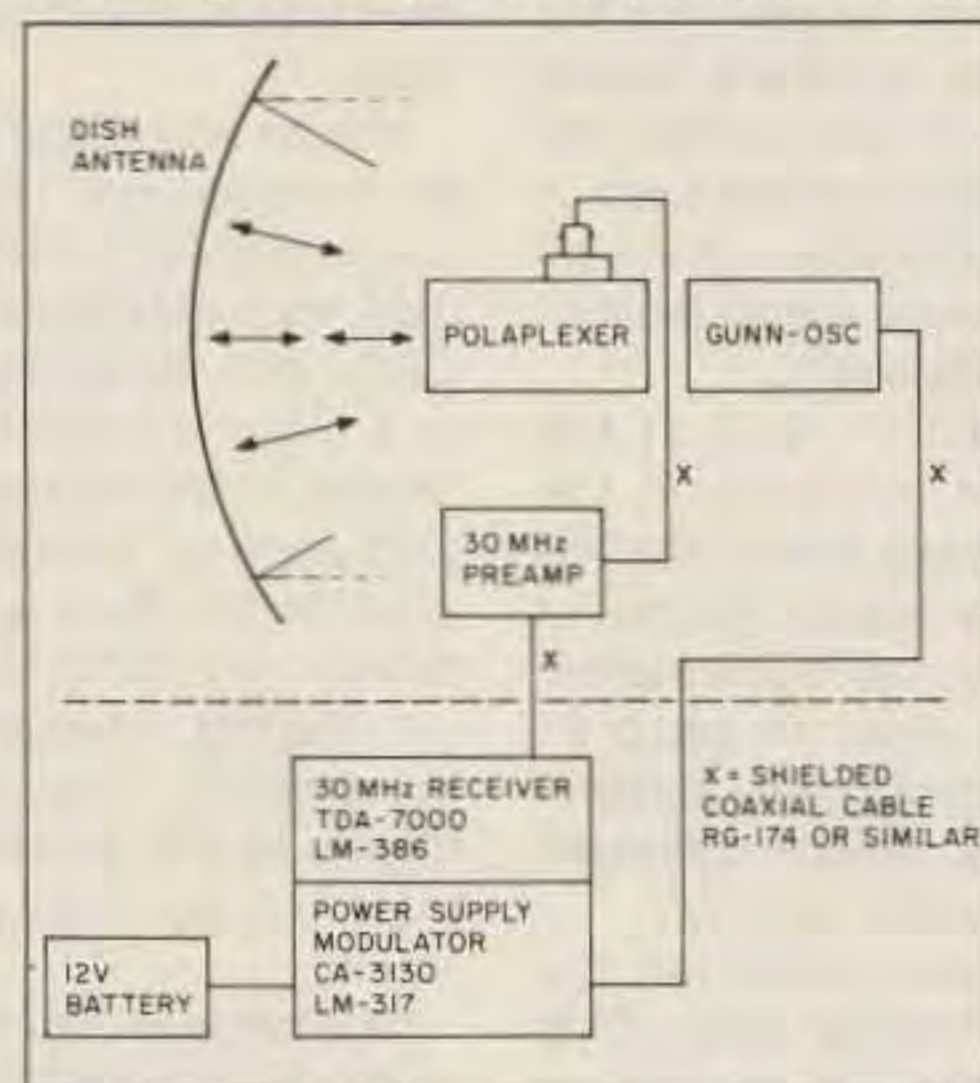 DISH
ANTENNA
POLAPLEXER
GUNN-OSC
X
X
30 MHz
PREAMP
X
30 MHz RECEIVER
TDA-7000
LM-386
X = SHIELDED
COAXIAL CABLE
RG-174 OR SIMILAR
POWER SUPPLY
MODULATOR
CA-3130
LM-317
12V
BATTERY